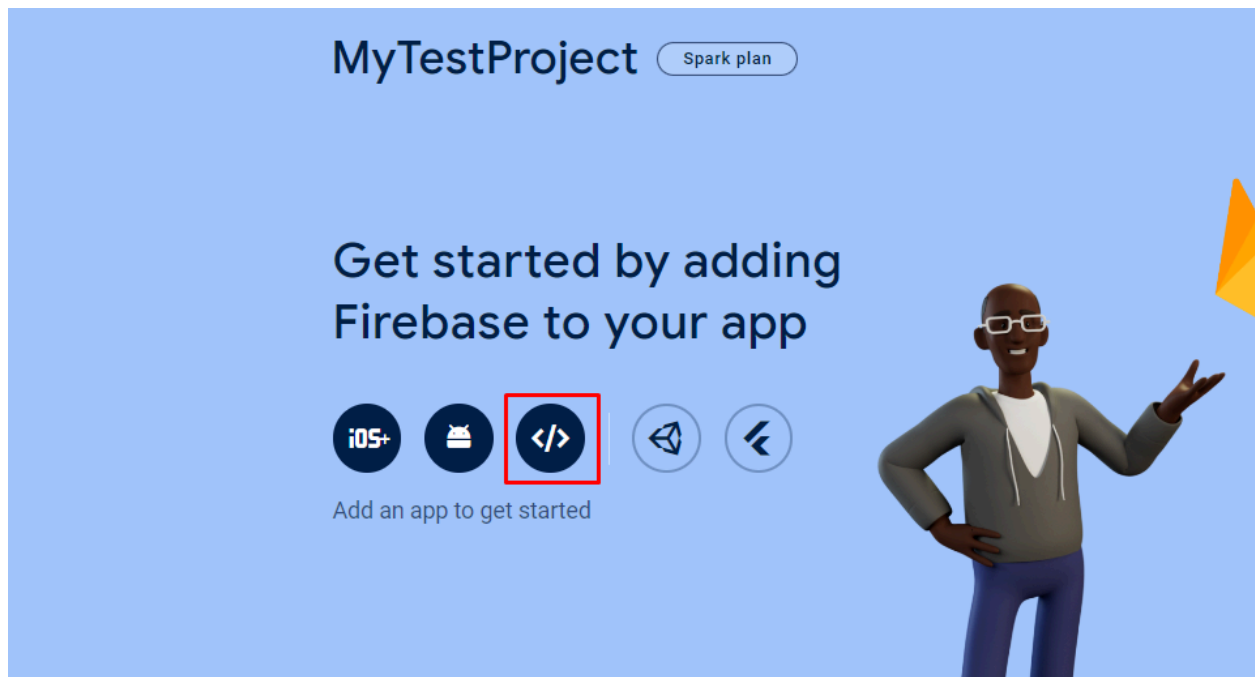 MyTestProject Spark plan
Get started by adding
Firebase to your app
iOS+ </>
Add an app to get started